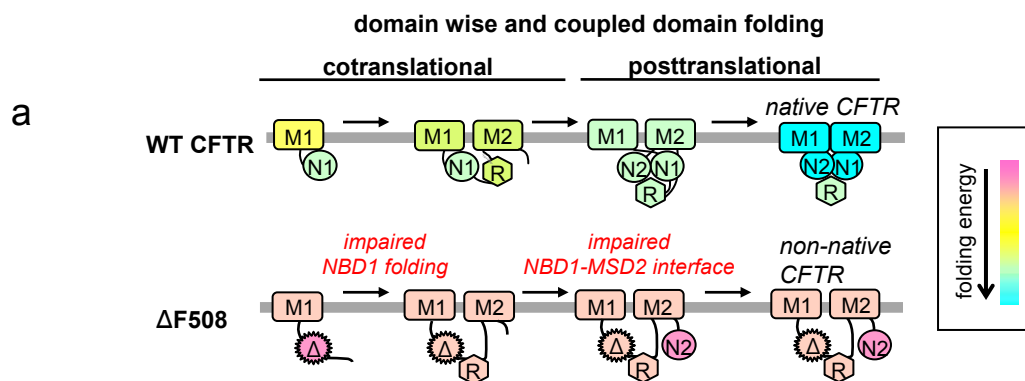 domain wise and coupled domain folding
cotranslational posttranslational
a
native CFTR
WT CFTR
M1 M1 M2 M1 M2 M1 M2
N1 N1 R N2 N1 R N2 N1 R
folding energy
impaired
NBD1 folding
impaired
NBD1-MSD2 interface
non-native
CFTR
ΔF508
M1 M1 M2 M1 M2 M1 M2
Δ Δ R Δ R N2 Δ R N2